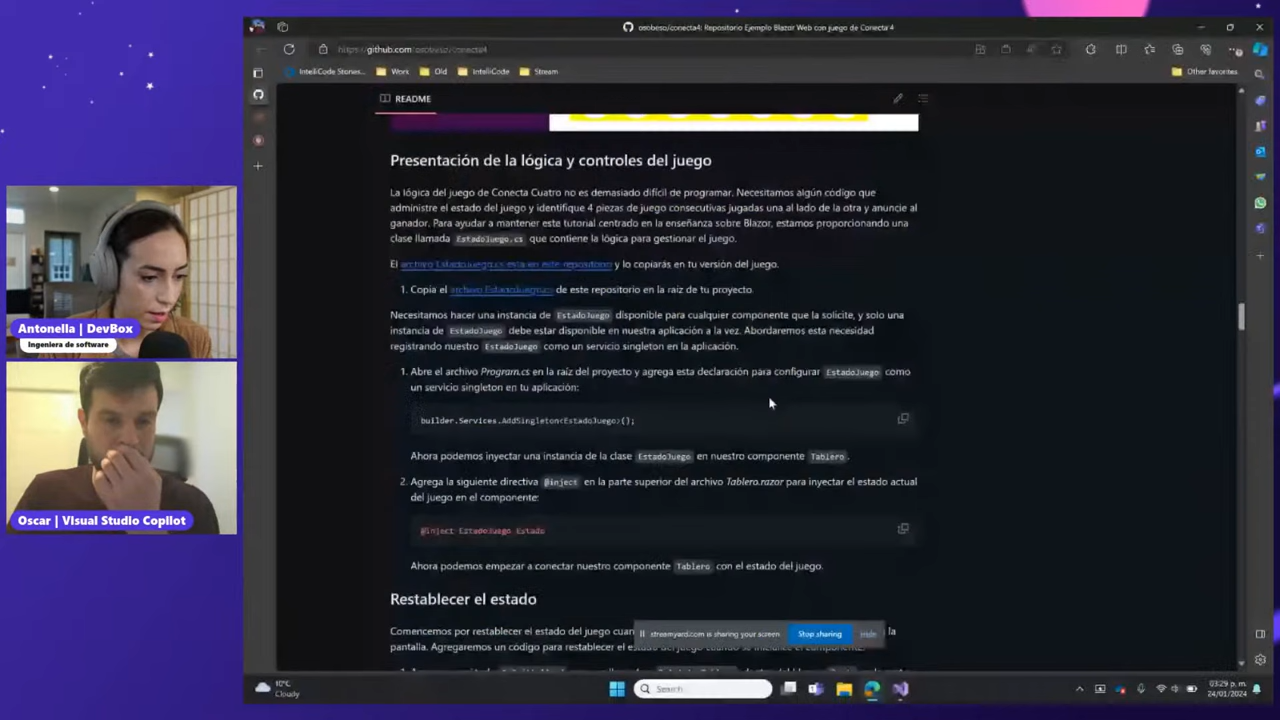 osobeso/conecta4: Repositorio Ejemplo Blazor Web con juego de Conecta 4
https://github.com/osobeso/conecta4
IntelliCode Stories...
Work
Old
IntelliCode
Stream
Other favorites
README
Presentación de la lógica y controles del juego
La lógica del juego de Conecta Cuatro no es demasiado difícil de programar. Necesitamos algún código que
administre el estado del juego y identifique 4 piezas de juego consecutivas jugadas una al lado de la otra y anuncie al
ganador. Para ayudar a mantener este tutorial centrado en la enseñanza sobre Blazor, estamos proporcionando una
clase llamada EstadoJuego.cs que contiene la lógica para gestionar el juego.
El archivo EstadoJuego.cs está en este repositorio y lo copiarás en tu versión del juego.
1. Copia el archivo EstadoJuego.cs de este repositorio en la raíz de tu proyecto.
Necesitamos hacer una instancia de EstadoJuego disponible para cualquier componente que la solicite, y solo una
instancia de EstadoJuego debe estar disponible en nuestra aplicación a la vez. Abordaremos esta necesidad
registrando nuestro EstadoJuego como un servicio singleton en la aplicación.
1. Abre el archivo Program.cs en la raíz del proyecto y agrega esta declaración para configurar EstadoJuego como
un servicio singleton en tu aplicación:
builder.Services.AddSingleton<EstadoJuego>();
Ahora podemos inyectar una instancia de la clase EstadoJuego en nuestro componente Tablero.
2. Agrega la siguiente directiva @inject en la parte superior del archivo Tablero.razor para inyectar el estado actual
del juego en el componente:
@inject EstadoJuego Estado
Ahora podemos empezar a conectar nuestro componente Tablero con el estado del juego.
Restablecer el estado
Comencemos por restablecer el estado del juego la
pantalla. Agregaremos un código para restablecer el
streamyard.com is sharing your screen
Stop sharing
Hide
Antonella | DevBox
Ingeniera de software
Oscar | Visual Studio Copilot
10°C
Cloudy
Search
03:29 p. m.
24/01/2024